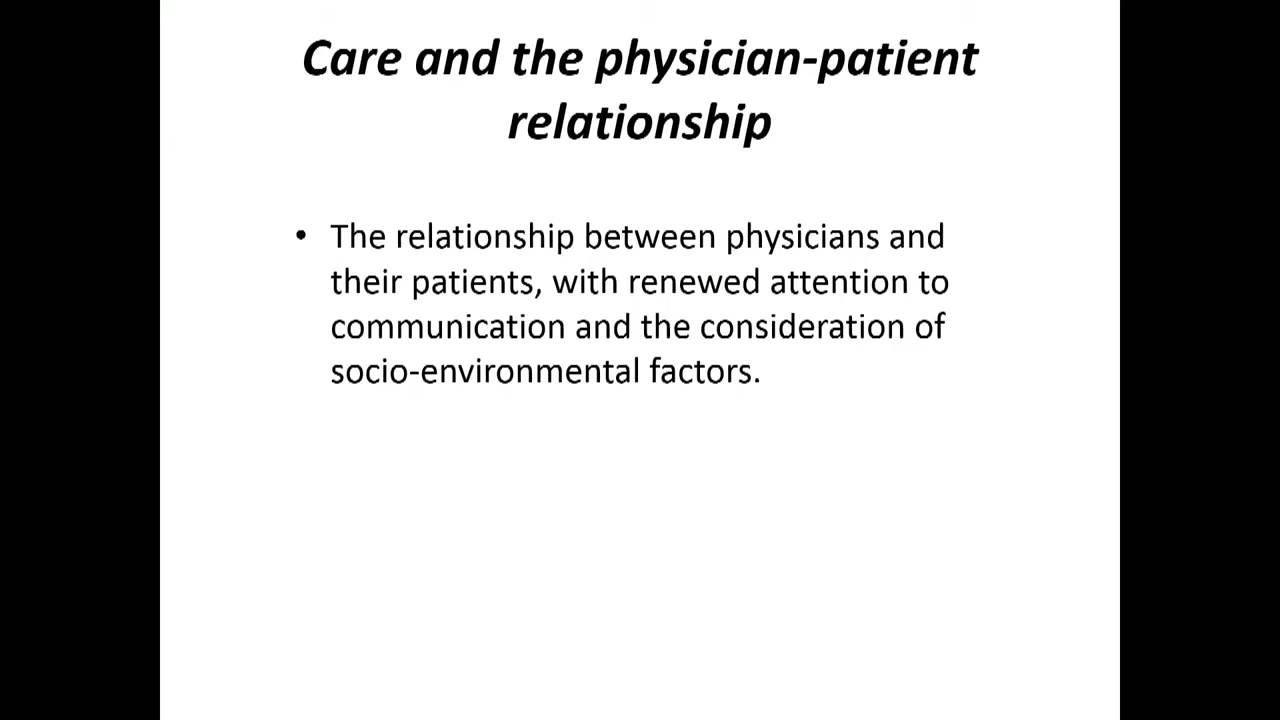 Care and the physician-patient
relationship
• The relationship between physicians and
their patients, with renewed attention to
communication and the consideration of
socio-environmental factors.